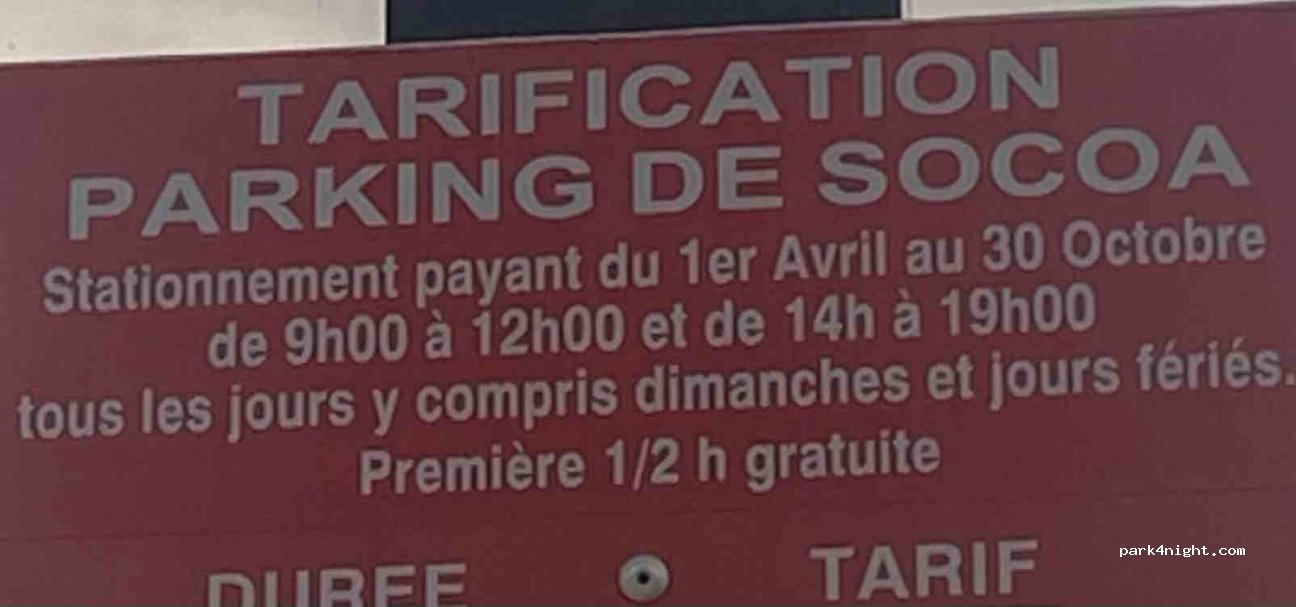 TARIFICATION
PARKING DE SOCOA
Stationnement payant du 1er Avril au 30 Octobre
de 9h00 à 12h00 et de 14h à 19h00
tous les jours y compris dimanches et jours fériés.
Première 1/2 h gratuite
DUREE TARIF
park4night.com